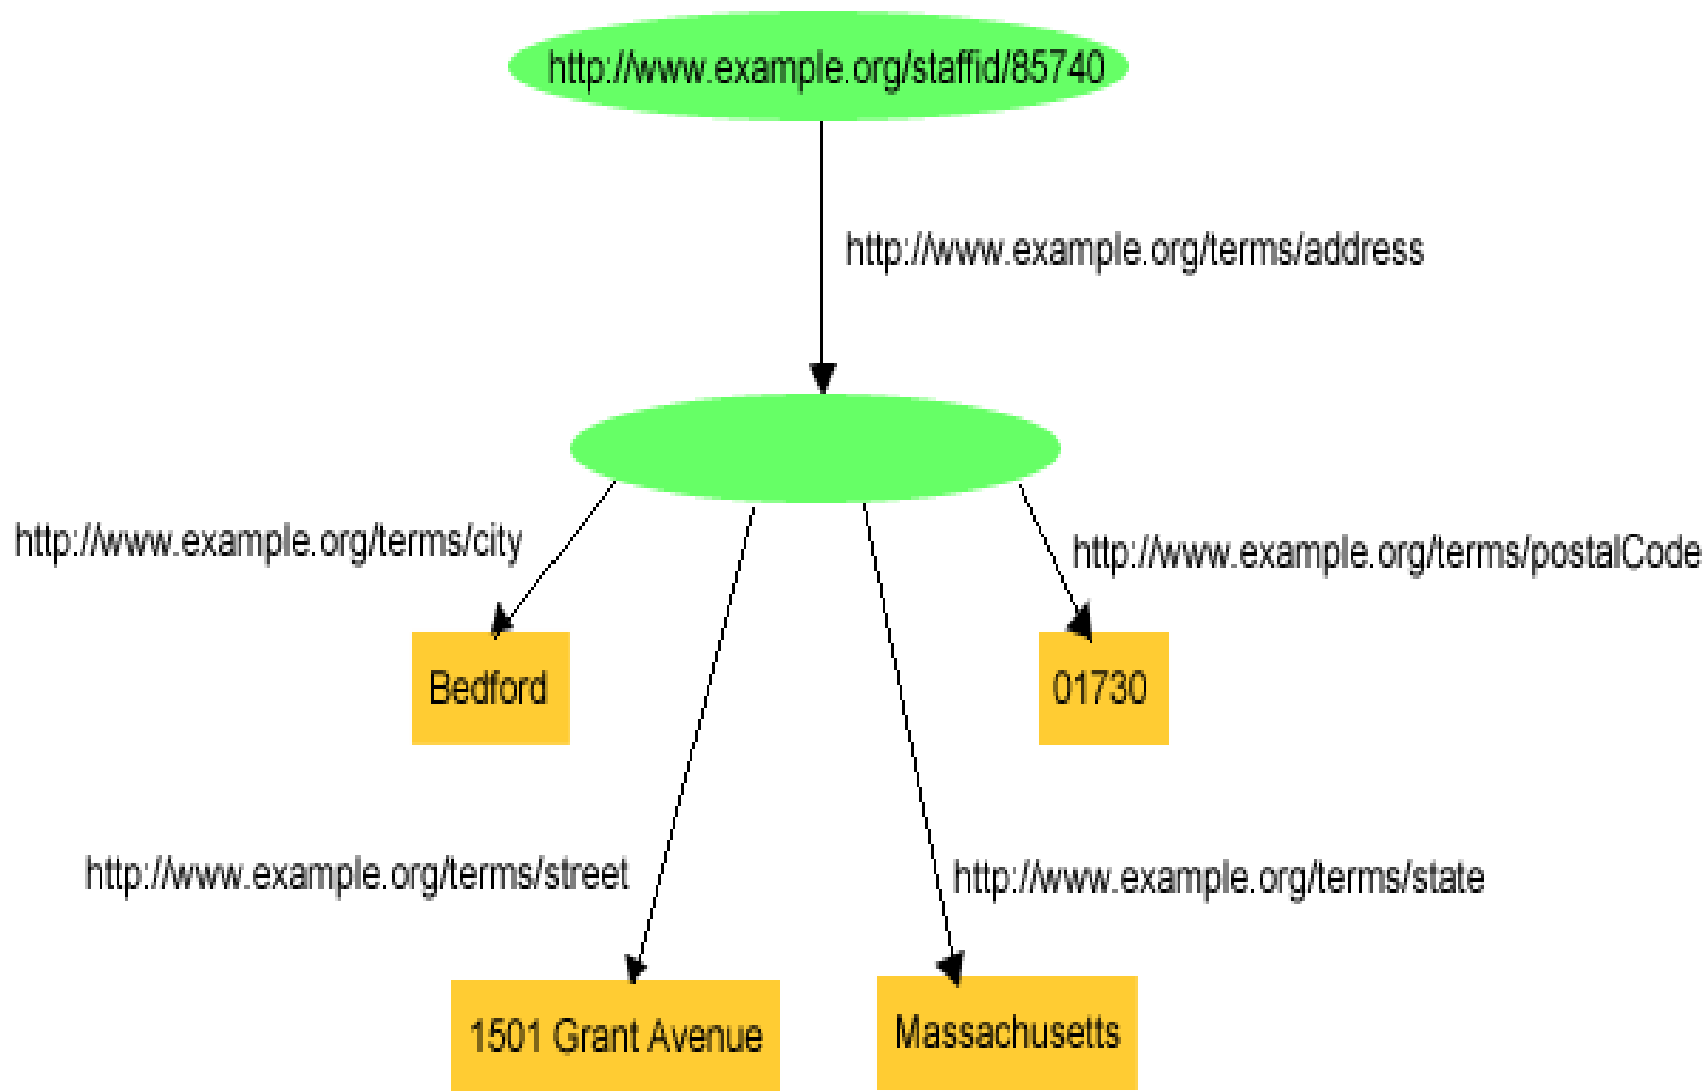 http://www.example.org/staffid/85740
http://www.example.org/terms/address
http://www.example.org/terms/city
http://www.example.org/terms/postalCode
Bedford
01730
http://www.example.org/terms/street
http://www.example.org/terms/state
1501 Grant Avenue
Massachusetts